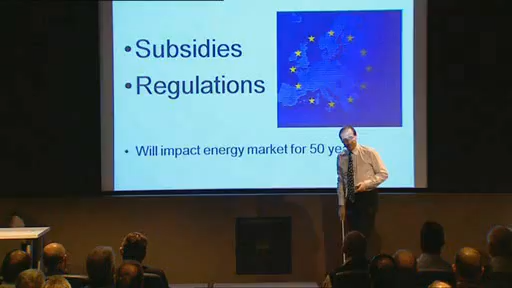 •Subsidies
•Regulations
• Will impact energy market for 50